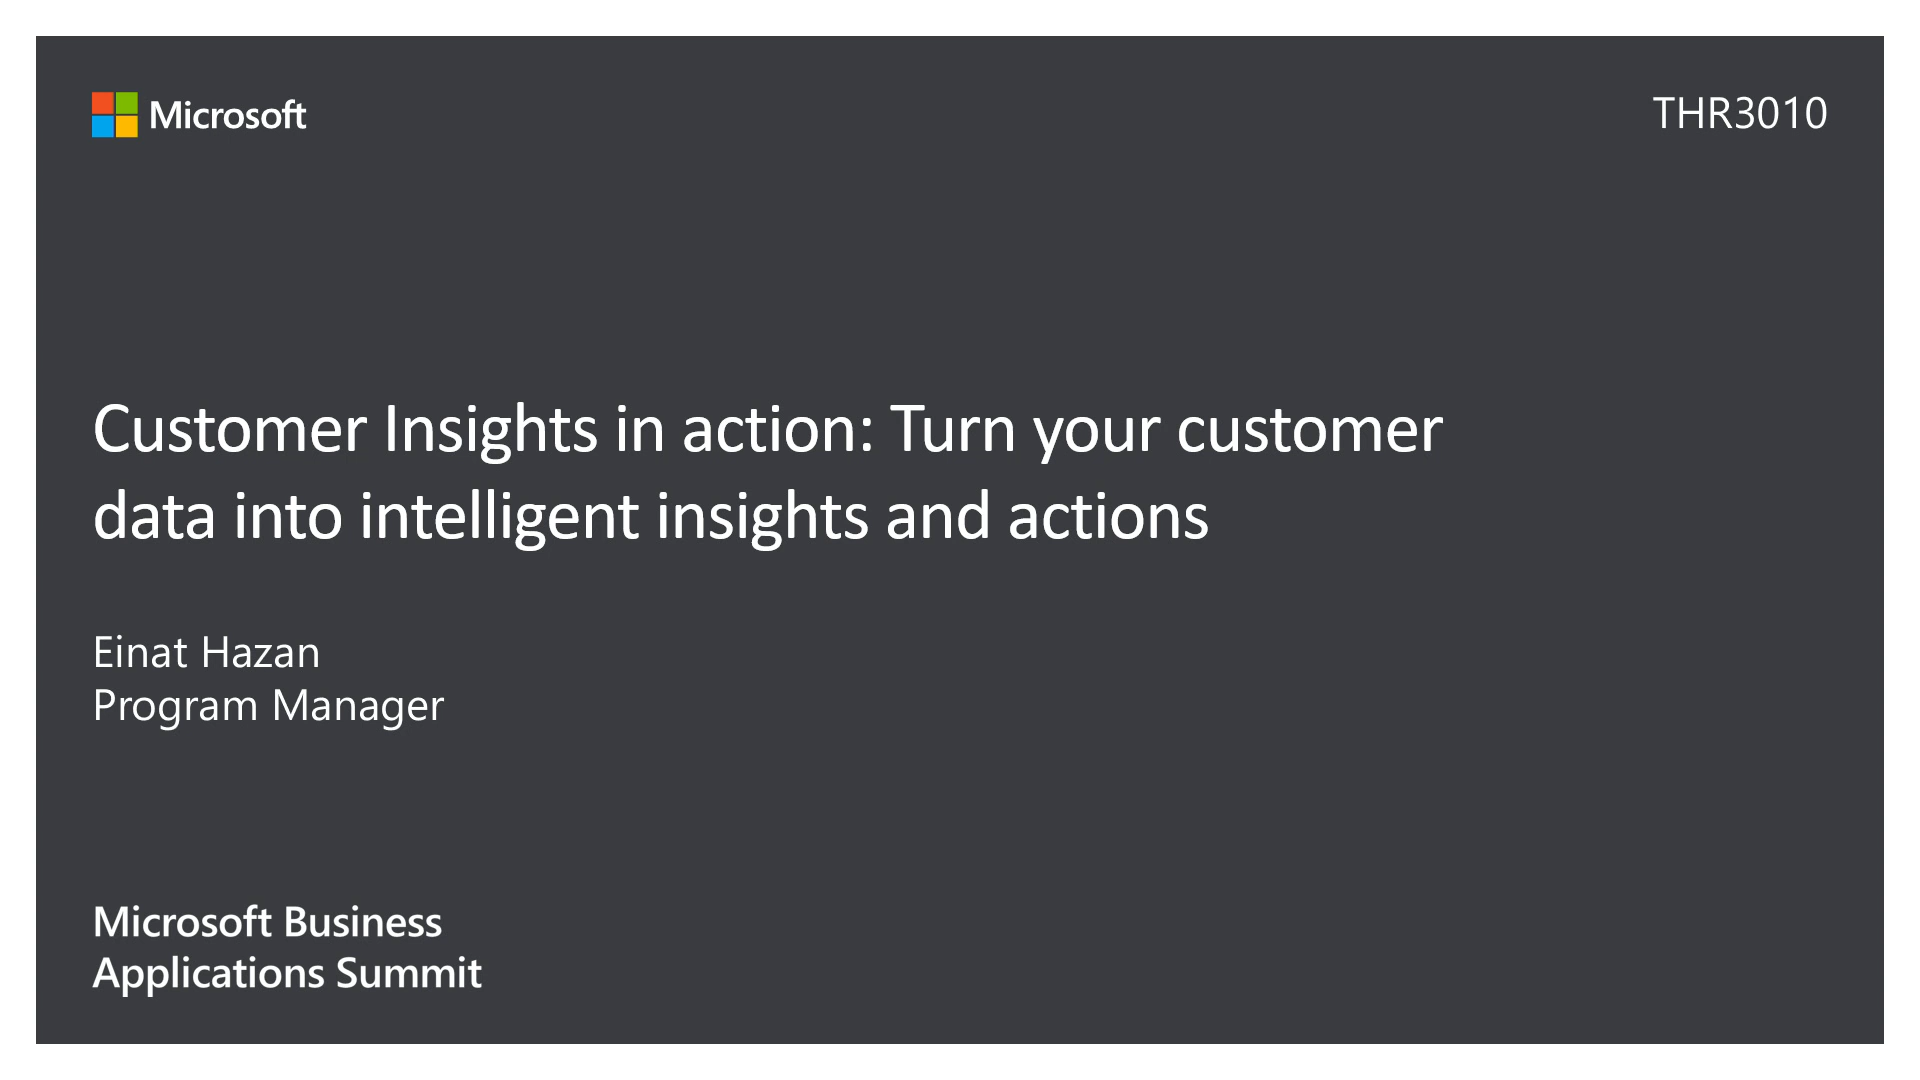 Microsoft
THR3010
Customer Insights in action: Turn your customer
data into intelligent insights and actions
Einat Hazan
Program Manager
Microsoft Business
Applications Summit